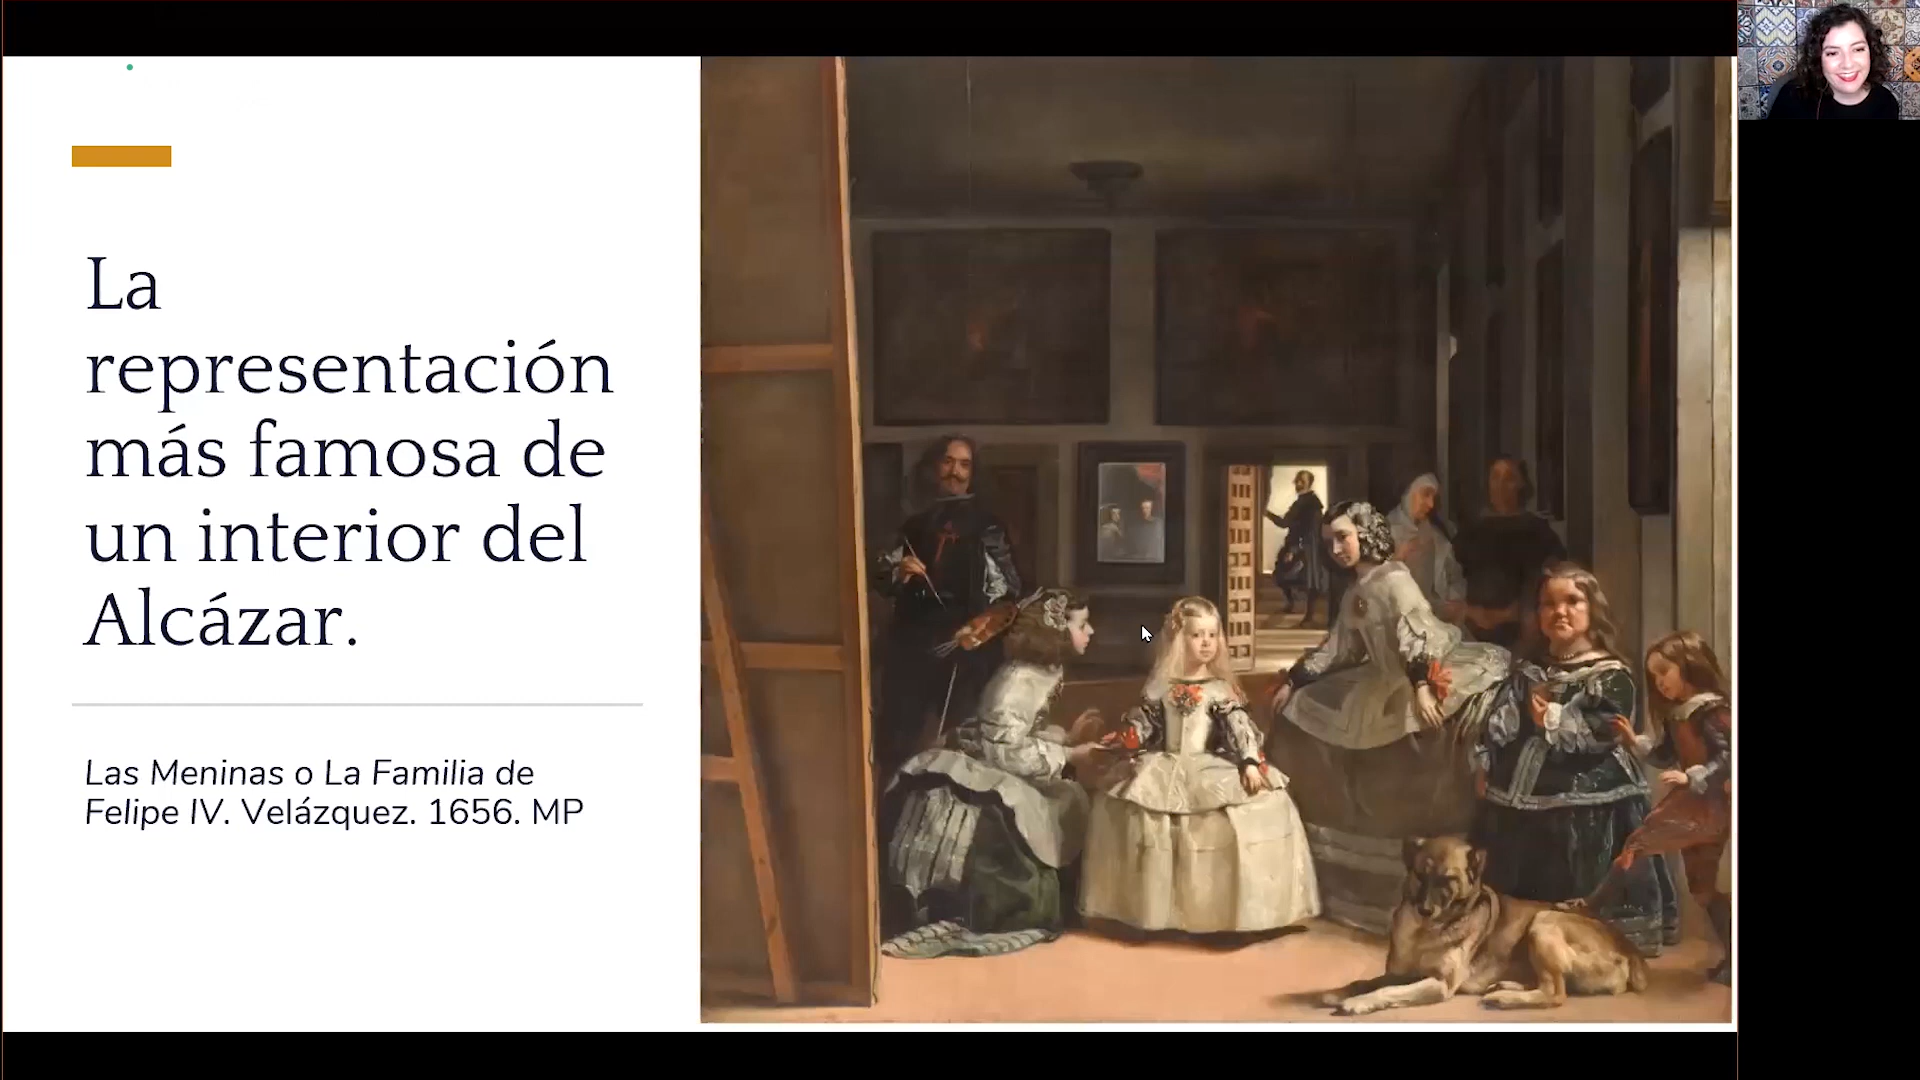 La
representación
más famosa de
un interior del
Alcázar.
Las Meninas o La Familia de
Felipe IV. Velázquez. 1656. MP